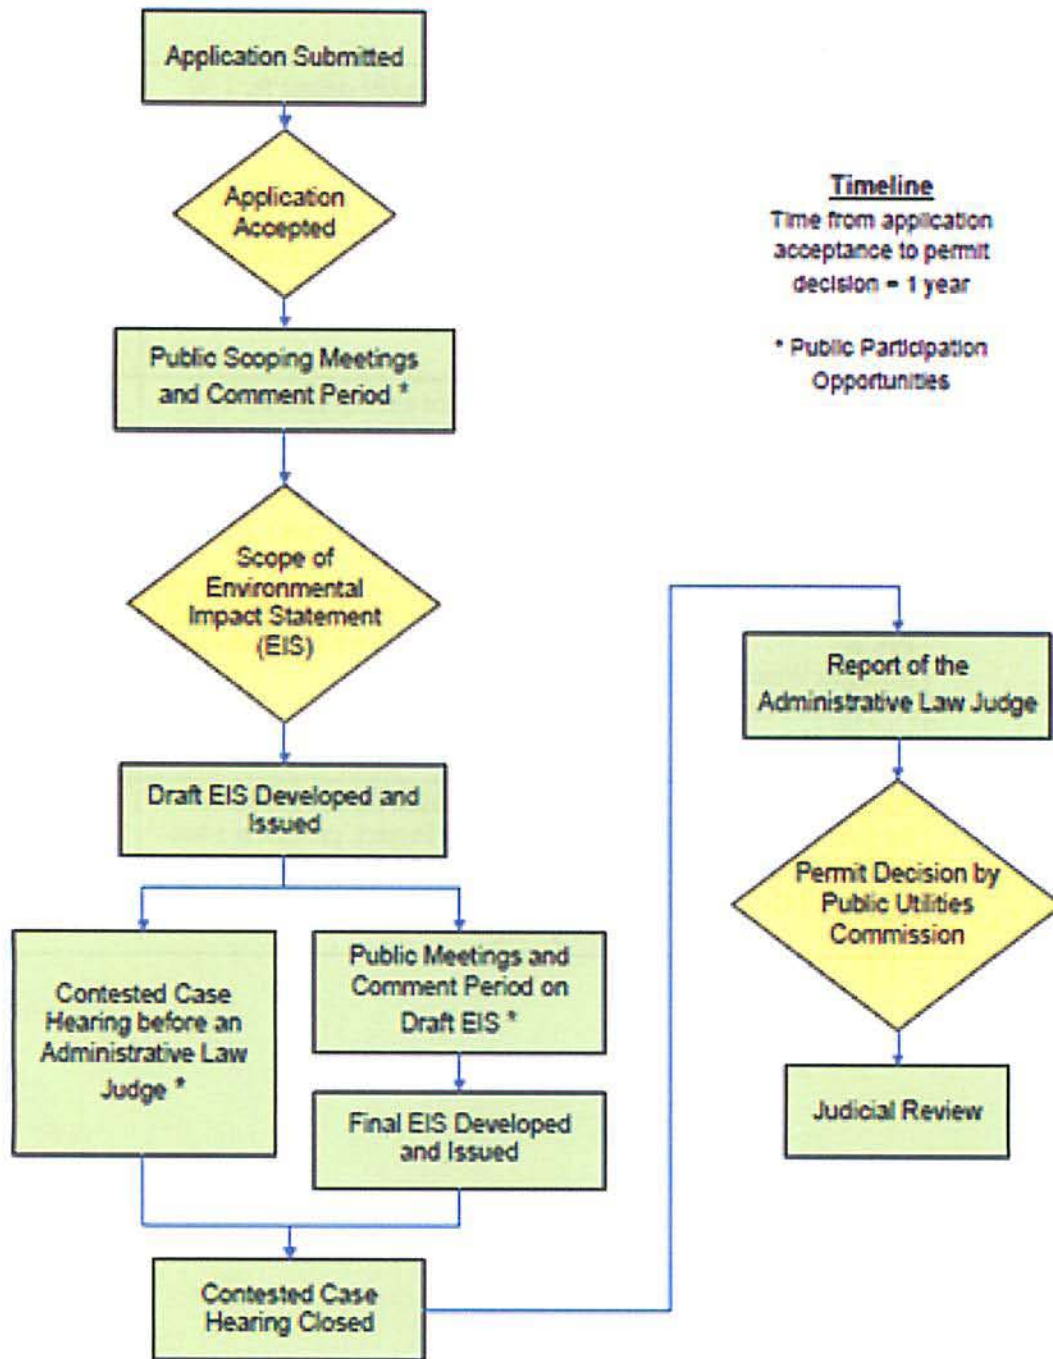 Application Submitted
Application
Accepted
Public Scoping Meetings
and Comment Period *
Scope of
Environmental
Impact Statement
(EIS)
Draft EIS Developed and
Issued
Contested Case
Hearing before an
Administrative Law
Judge *
Public Meetings and
Comment Period on
Draft EIS *
Final EIS Developed
and Issued
Contested Case
Hearing Closed
Timeline
Time from application
acceptance to permit
decision = 1 year
* Public Participation
Opportunities
Report of the
Administrative Law Judge
Permit Decision by
Public Utilities
Commission
Judicial Review